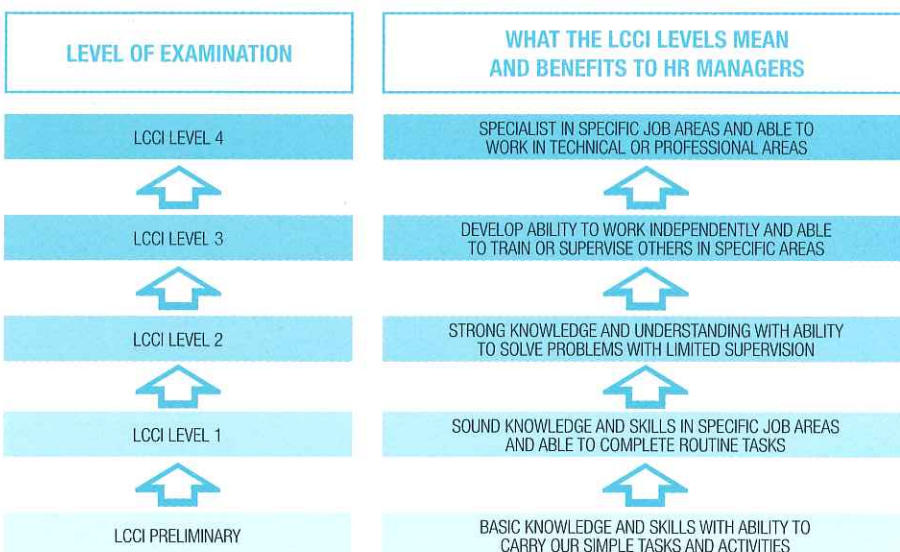 LEVEL OF EXAMINATION
WHAT THE LCCI LEVELS MEAN
AND BENEFITS TO HR MANAGERS
LCCI LEVEL 4
SPECIALIST IN SPECIFIC JOB AREAS AND ABLE TO
WORK IN TECHNICAL OR PROFESSIONAL AREAS
LCCI LEVEL 3
DEVELOP ABILITY TO WORK INDEPENDENTLY AND ABLE
TO TRAIN OR SUPERVISE OTHERS IN SPECIFIC AREAS
LCCI LEVEL 2
STRONG KNOWLEDGE AND UNDERSTANDING WITH ABILITY
TO SOLVE PROBLEMS WITH LIMITED SUPERVISION
LCCI LEVEL 1
SOUND KNOWLEDGE AND SKILLS IN SPECIFIC JOB AREAS
AND ABLE TO COMPLETE ROUTINE TASKS
LCCI PRELIMINARY
BASIC KNOWLEDGE AND SKILLS WITH ABILITY TO
CARRY OUR SIMPLE TASKS AND ACTIVITIES